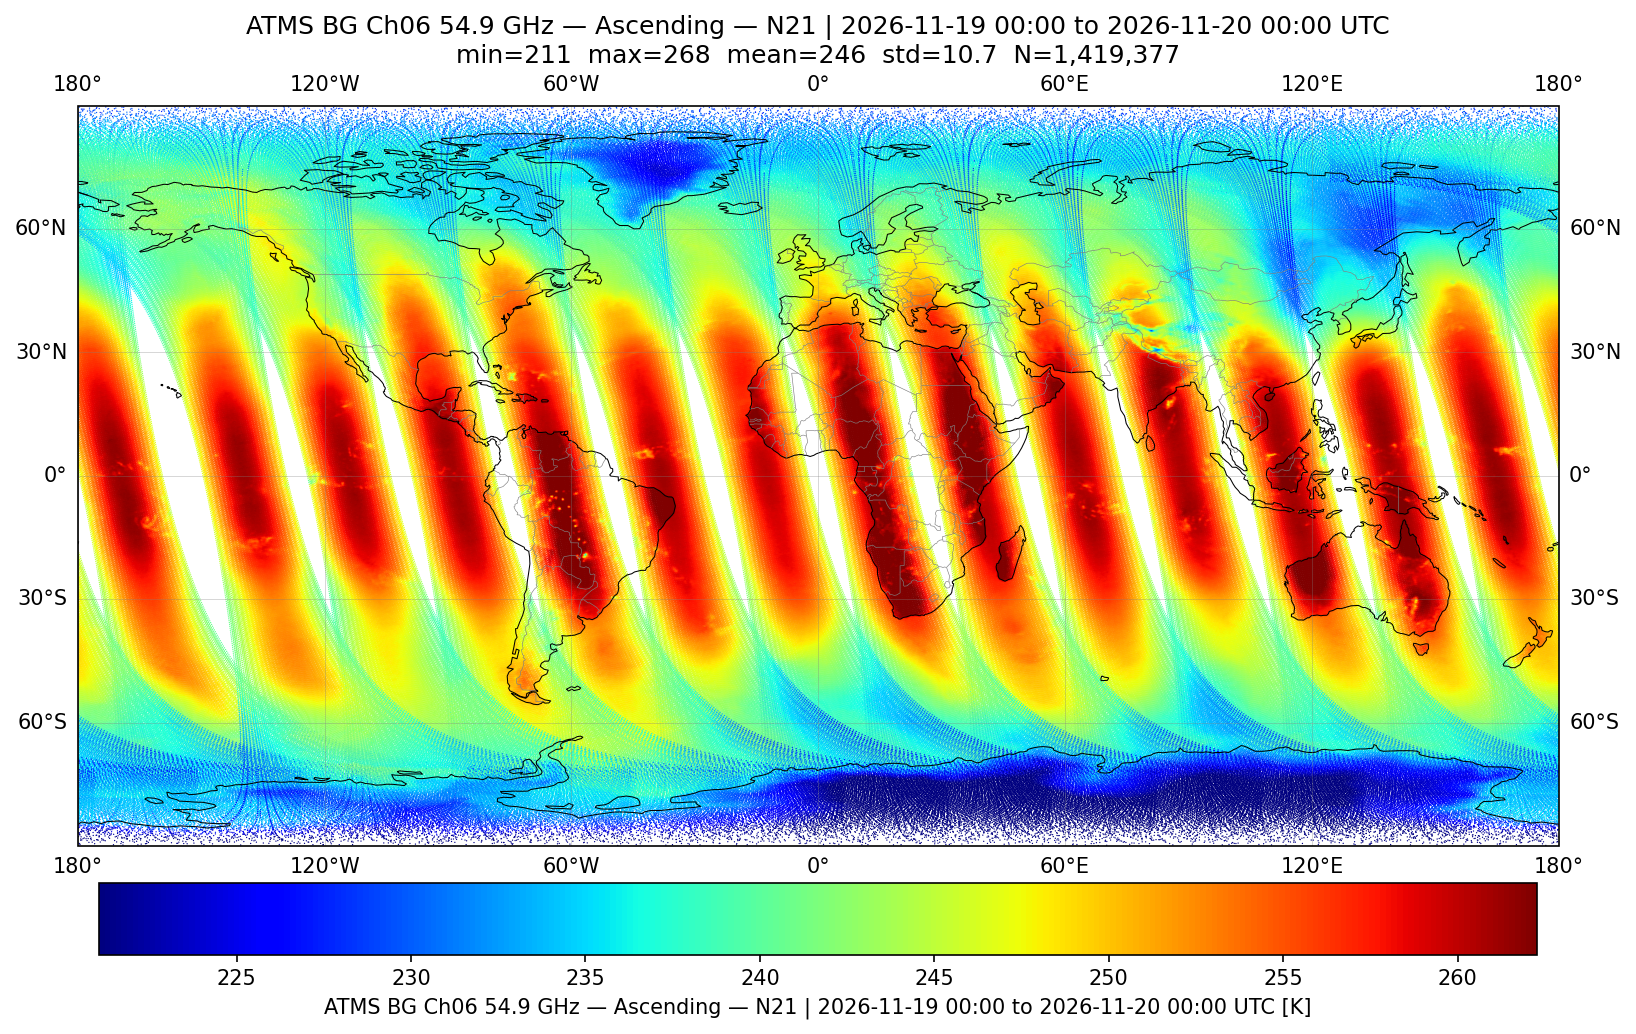 ATMS BG Ch06 54.9 GHz — Ascending — N21 | 2026-11-19 00:00 to 2026-11-20 00:00 UTC
min=211 max=268 mean=246 std=10.7 N=1,419,377
180° 120°W 60°W 0° 60°E 120°E 180°
60°N 60°N
30°N 30°N
0° 0°
30°S 30°S
60°S 60°S
180° 120°W 60°W 0° 60°E 120°E 180°
225 230 235 240 245 250 255 260
ATMS BG Ch06 54.9 GHz — Ascending — N21 | 2026-11-19 00:00 to 2026-11-20 00:00 UTC [K]